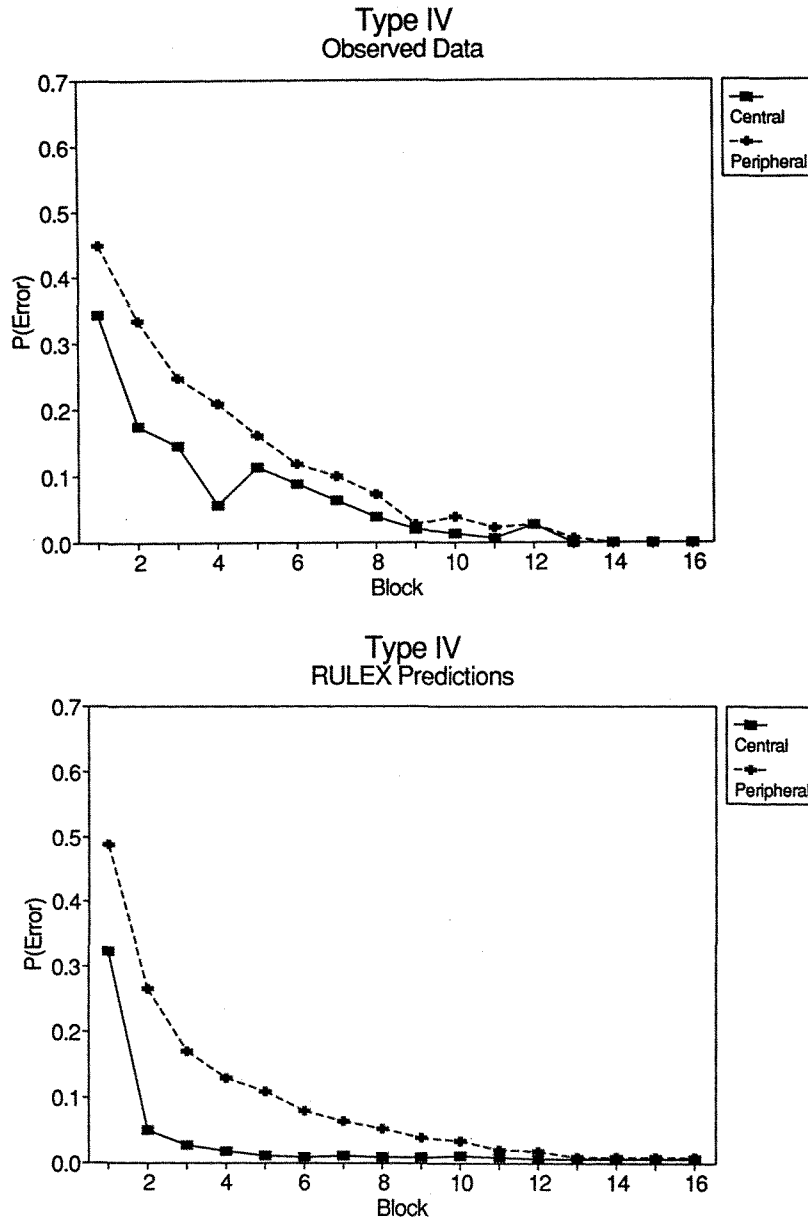 Type IV
Observed Data
0.7
0.6
0.5
0.4
0.3
0.2
0.1
0.0
P(Error)
2 4 6 8 10 12 14 16
Block
Central
Peripheral
Type IV
RULEX Predictions
0.7
0.6
0.5
0.4
0.3
0.2
0.1
0.0
P(Error)
2 4 6 8 10 12 14 16
Block
Central
Peripheral